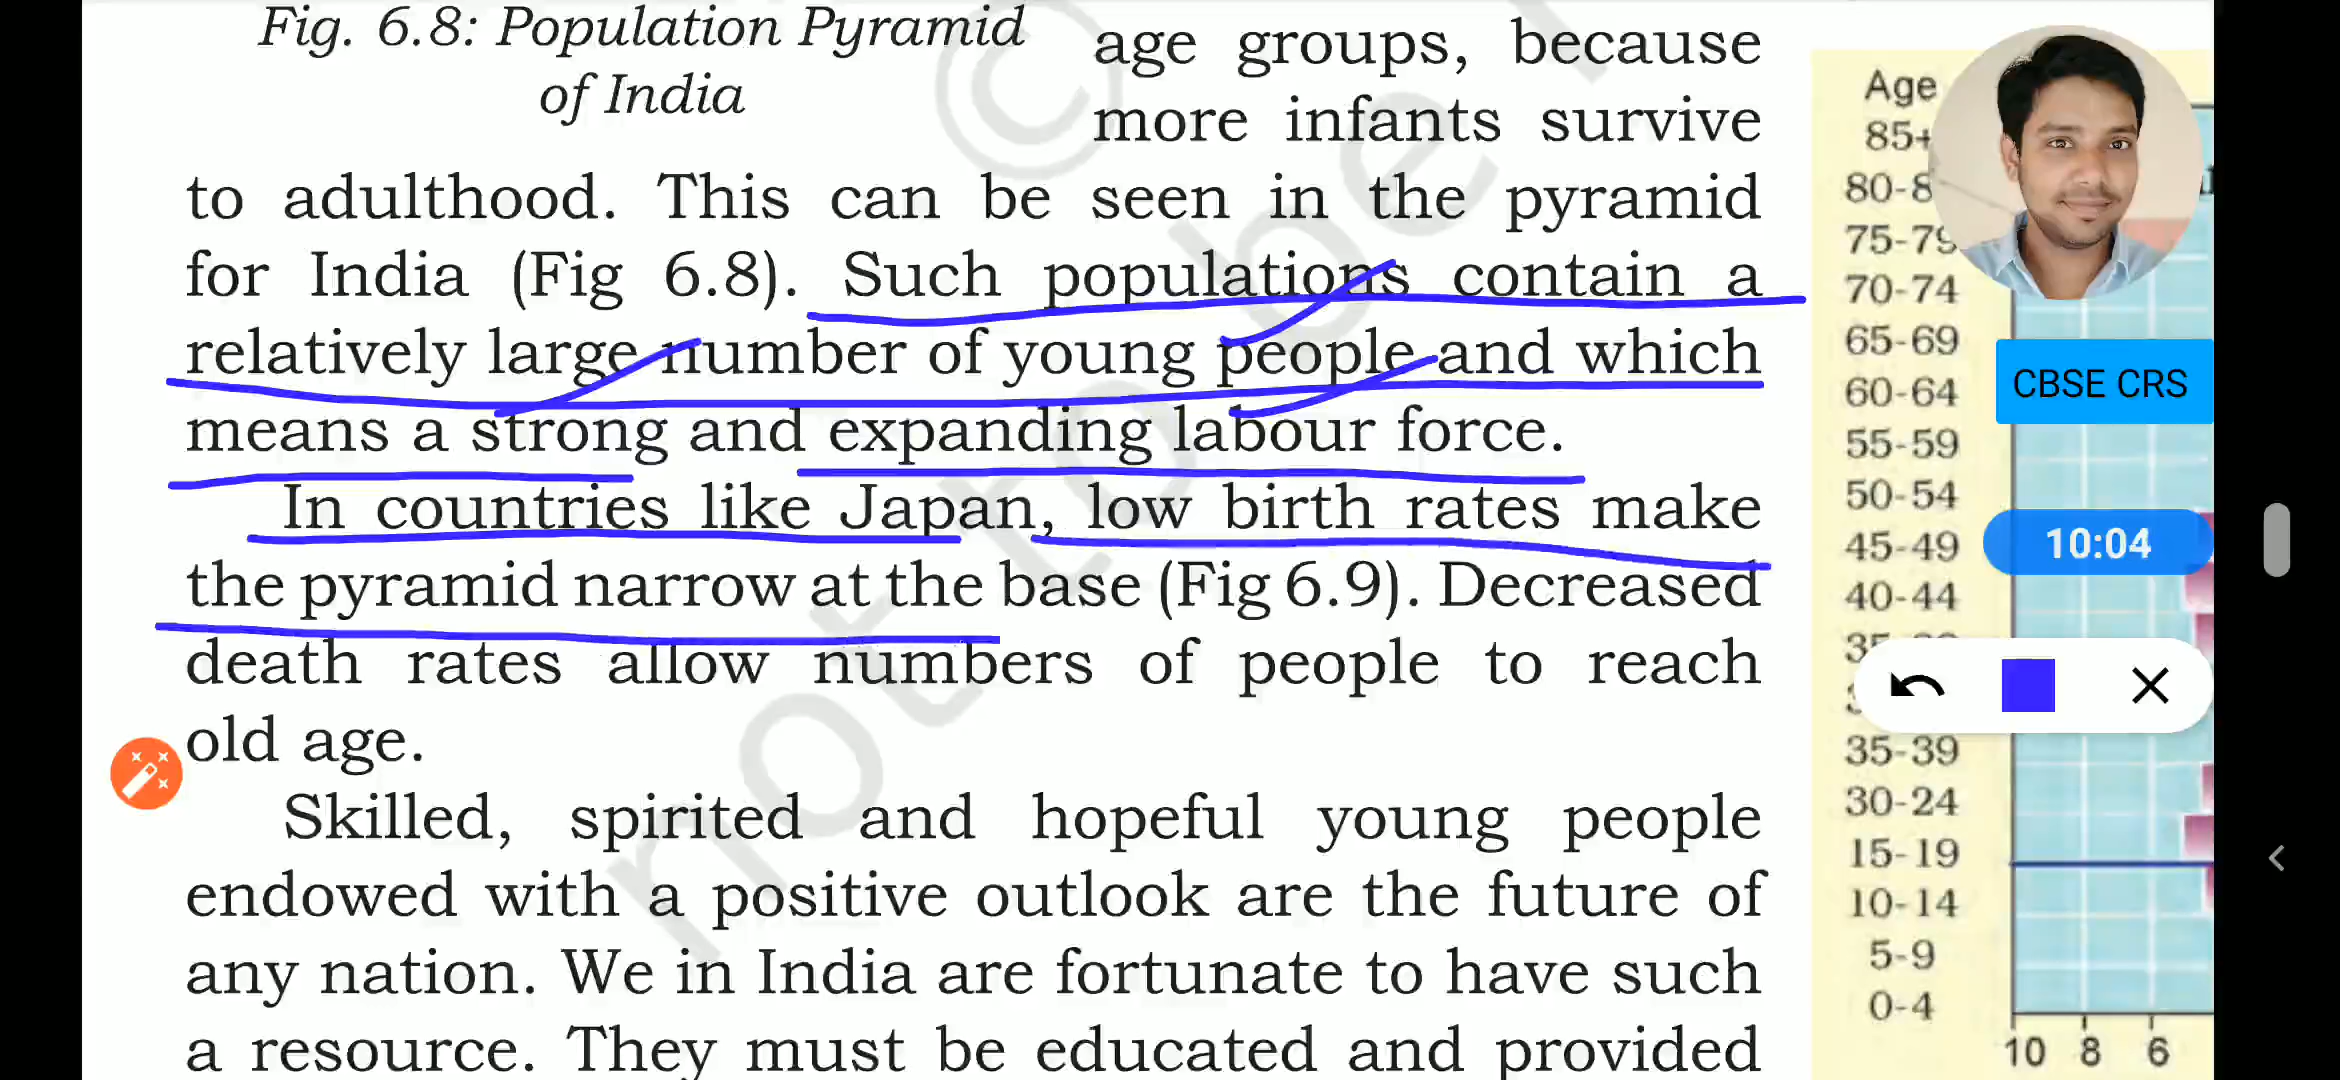 Fig. 6.8: Population Pyramid
of India
age groups, because
more infants survive
to adulthood. This can be seen in the pyramid
for India (Fig 6.8). Such populations contain a
relatively large number of young people and which
means a strong and expanding labour force.
In countries like Japan, low birth rates make
the pyramid narrow at the base (Fig 6.9). Decreased
death rates allow numbers of people to reach
old age.
Skilled, spirited and hopeful young people
endowed with a positive outlook are the future of
any nation. We in India are fortunate to have such
a resource. They must be educated and provided
©
not to be
Age
85+
80-8
75-79
70-74
65-69
60-64
55-59
50-54
45-49
40-44
35-39
30-24
15-19
10-14
5-9
0-4
10 8 6
CBSE CRS
10:04